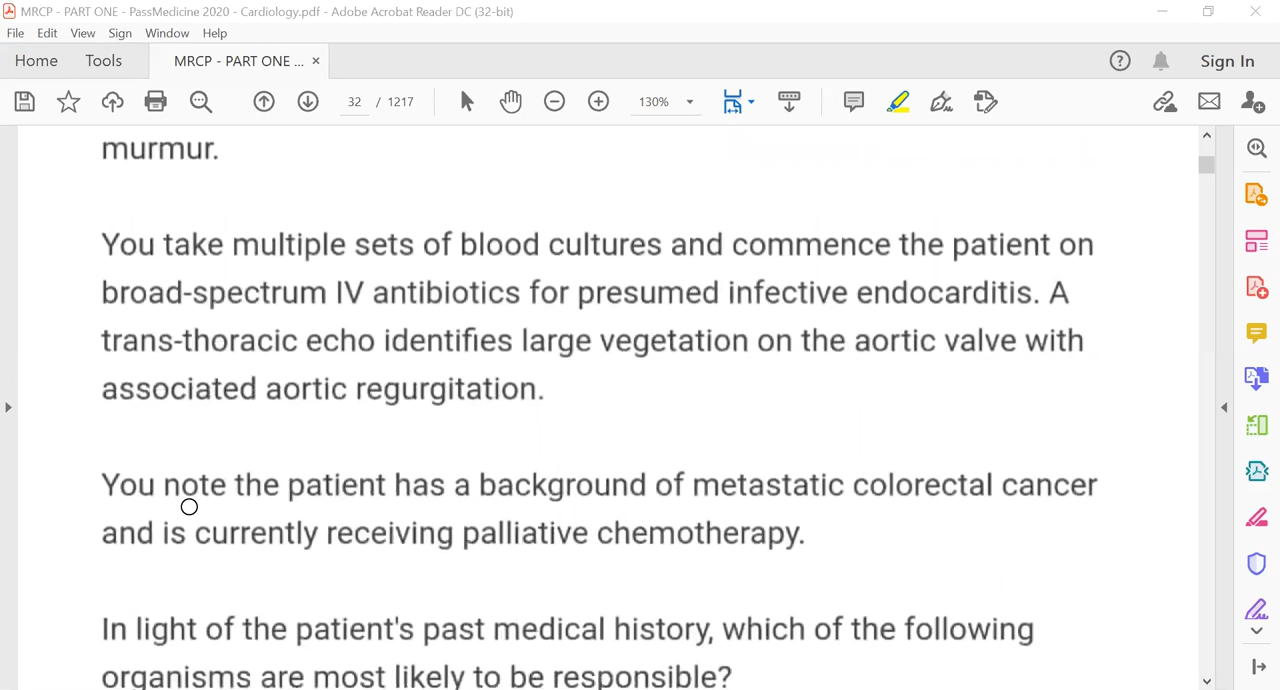 MRCP - PART ONE - PassMedicine 2020 - Cardiology.pdf - Adobe Acrobat Reader DC (32-bit)
File Edit View Sign Window Help
Home Tools MRCP - PART ONE ... × Sign In
32 / 1217 130%
murmur.
You take multiple sets of blood cultures and commence the patient on
broad-spectrum IV antibiotics for presumed infective endocarditis. A
trans-thoracic echo identifies large vegetation on the aortic valve with
associated aortic regurgitation.
You note the patient has a background of metastatic colorectal cancer
and is currently receiving palliative chemotherapy.
In light of the patient's past medical history, which of the following
organisms are most likely to be responsible?